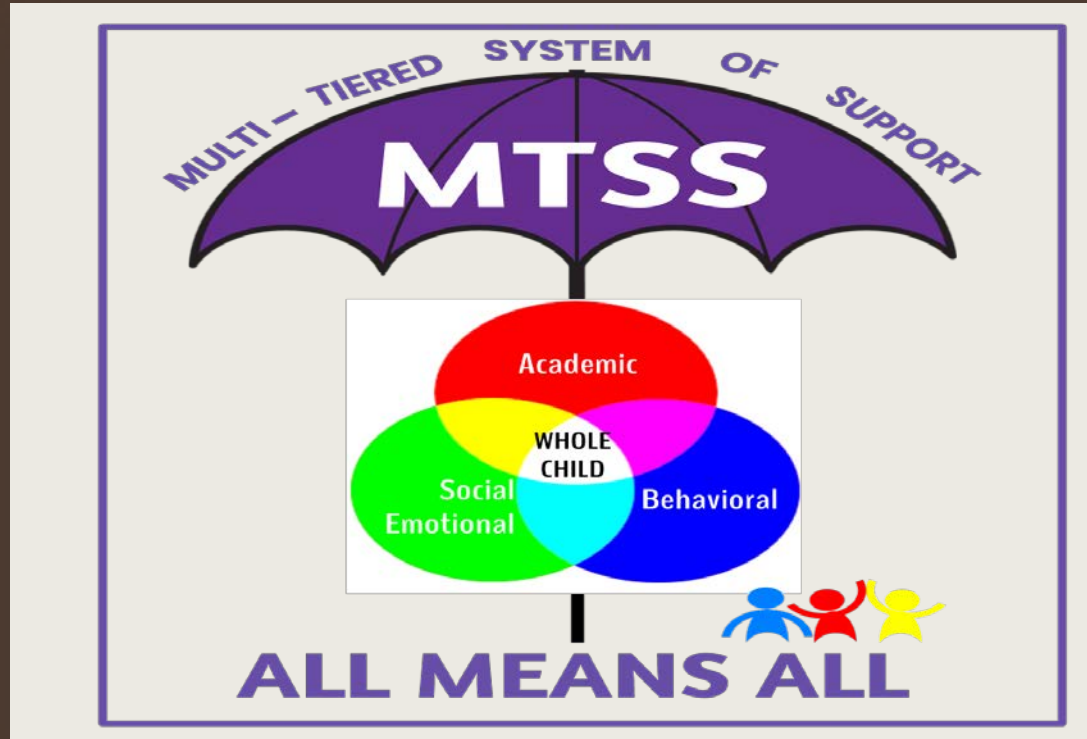 MULTI – TIERED SYSTEM OF SUPPORT
MTSS
Academic
WHOLE
CHILD
Social
Emotional
Behavioral
ALL MEANS ALL